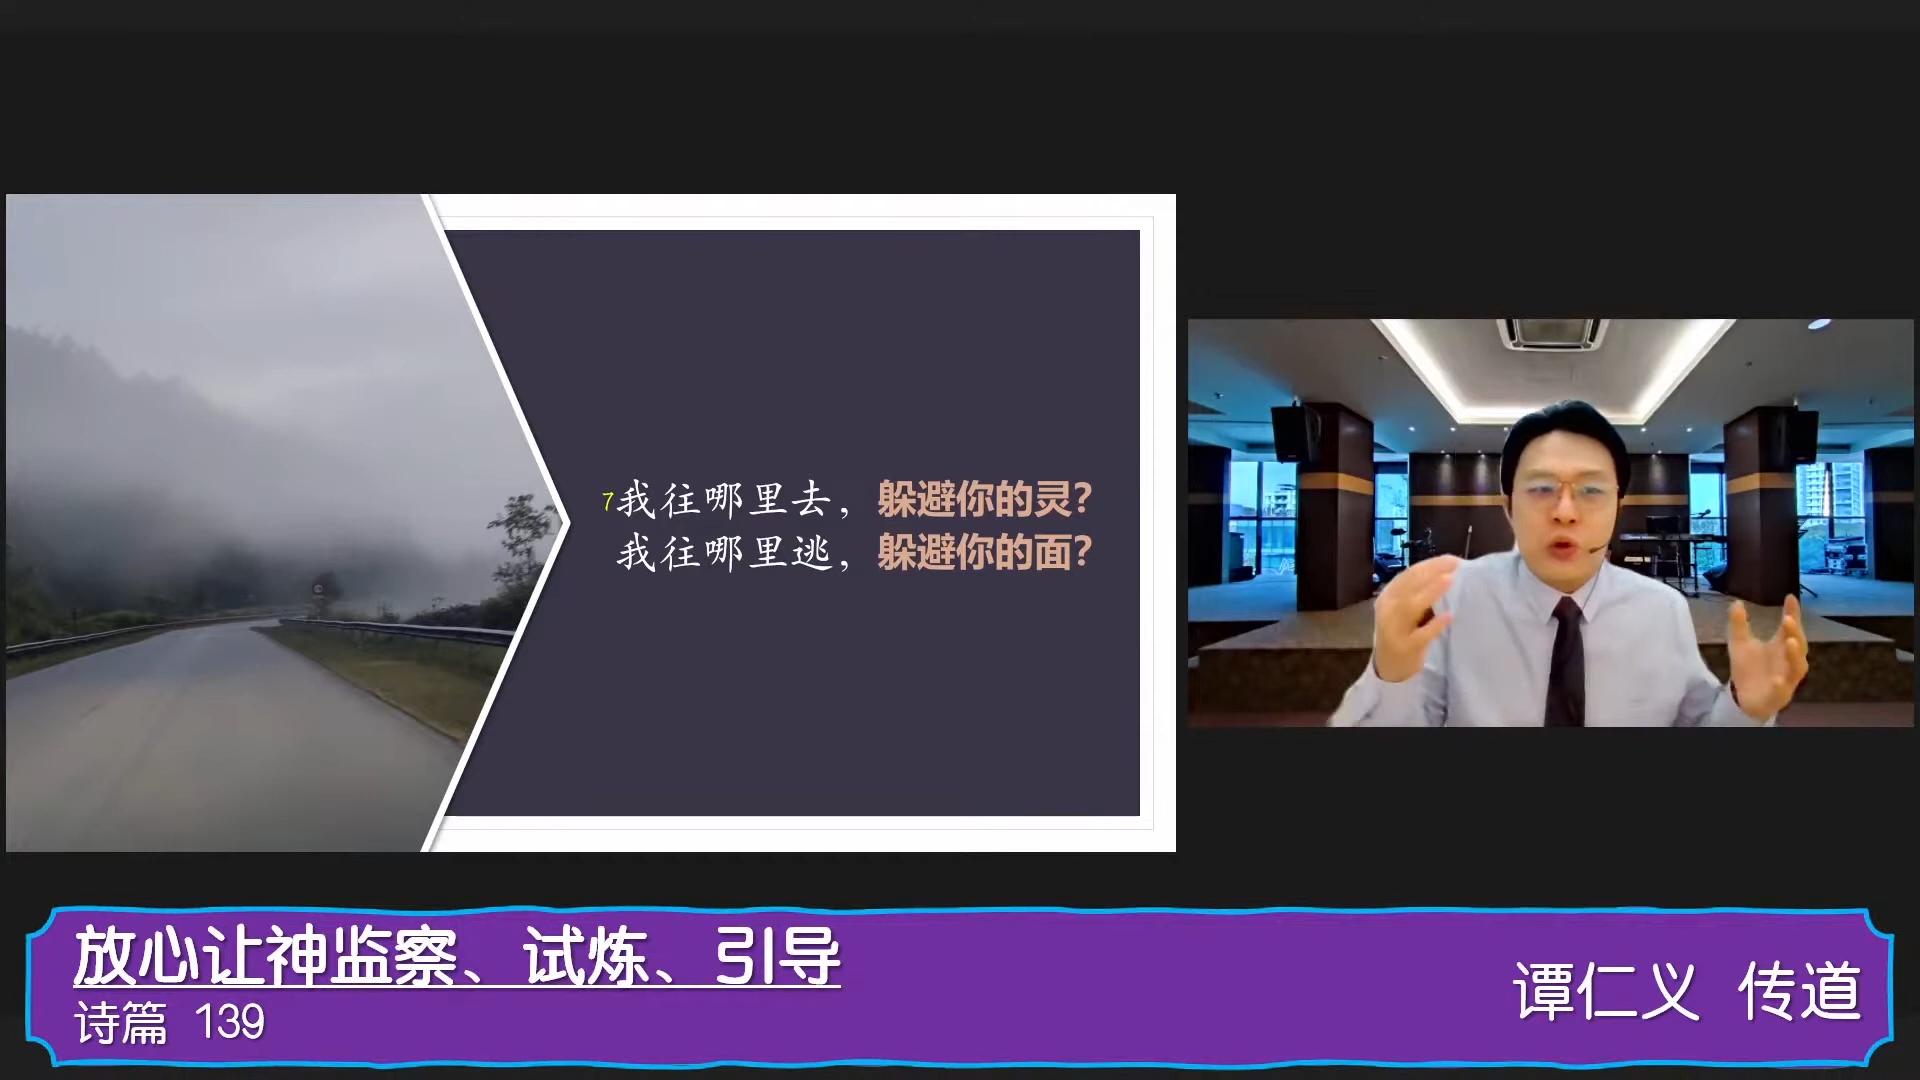 7我往哪里去，躲避你的灵？
我往哪里逃，躲避你的面？
放心让神监察、试炼、引导
诗篇 139
谭仁义 传道